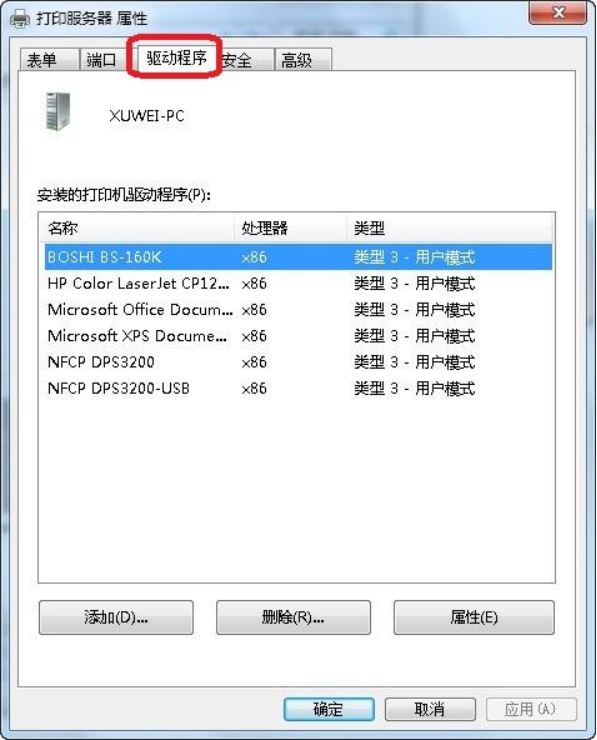 打印服务器 属性
表单 端口 驱动程序 安全 高级
XUWEI-PC
安装的打印机驱动程序(P):
名称 处理器 类型
BOSHI BS-160K x86 类型 3 - 用户模式
HP Color LaserJet CP12... x86 类型 3 - 用户模式
Microsoft Office Docum... x86 类型 3 - 用户模式
Microsoft XPS Docume... x86 类型 3 - 用户模式
NFCP DPS3200 x86 类型 3 - 用户模式
NFCP DPS3200-USB x86 类型 3 - 用户模式
添加(D)... 删除(R)... 属性(E)
确定 取消 应用(A)